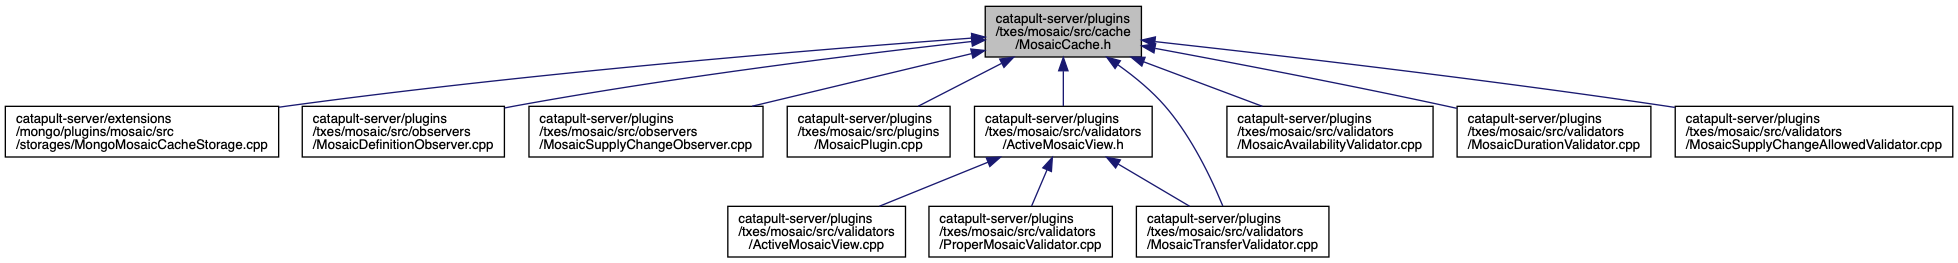 catapult-server/plugins
/txes/mosaic/src/cache
/MosaicCache.h
catapult-server/extensions
/mongo/plugins/mosaic/src
/storages/MongoMosaicCacheStorage.cpp
catapult-server/plugins
/txes/mosaic/src/observers
/MosaicDefinitionObserver.cpp
catapult-server/plugins
/txes/mosaic/src/observers
/MosaicSupplyChangeObserver.cpp
catapult-server/plugins
/txes/mosaic/src/plugins
/MosaicPlugin.cpp
catapult-server/plugins
/txes/mosaic/src/validators
/ActiveMosaicView.h
catapult-server/plugins
/txes/mosaic/src/validators
/MosaicAvailabilityValidator.cpp
catapult-server/plugins
/txes/mosaic/src/validators
/MosaicDurationValidator.cpp
catapult-server/plugins
/txes/mosaic/src/validators
/MosaicSupplyChangeAllowedValidator.cpp
catapult-server/plugins
/txes/mosaic/src/validators
/ActiveMosaicView.cpp
catapult-server/plugins
/txes/mosaic/src/validators
/ProperMosaicValidator.cpp
catapult-server/plugins
/txes/mosaic/src/validators
/MosaicTransferValidator.cpp